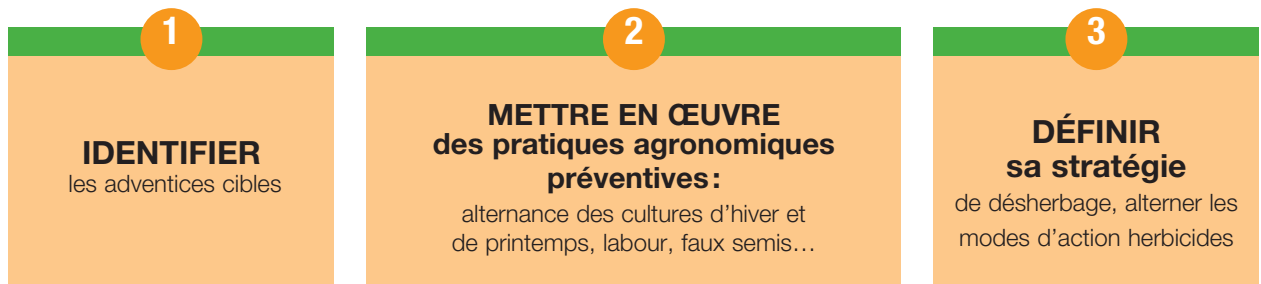 1
IDENTIFIER
les adventices cibles
2
METTRE EN ŒUVRE
des pratiques agronomiques
préventives :
alternance des cultures d’hiver et
de printemps, labour, faux semis…
3
DÉFINIR
sa stratégie
de désherbage, alterner les
modes d’action herbicides